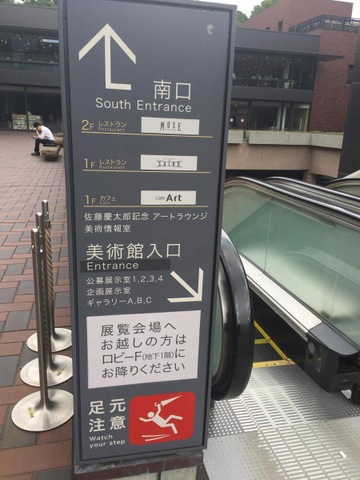 南口
South Entrance
2F レストラン Restaurant MUSE
1F レストラン Restaurant
1F カフェ Cafe cafe Art
佐藤慶太郎記念 アートラウンジ
美術情報室
美術館入口
Entrance
公募展示室1,2,3,4
企画展示室
ギャラリーA,B,C
展覧会場へ
お越しの方は
ロビーF(地下1階)に
お降りください
足元
注意
Watch
your step